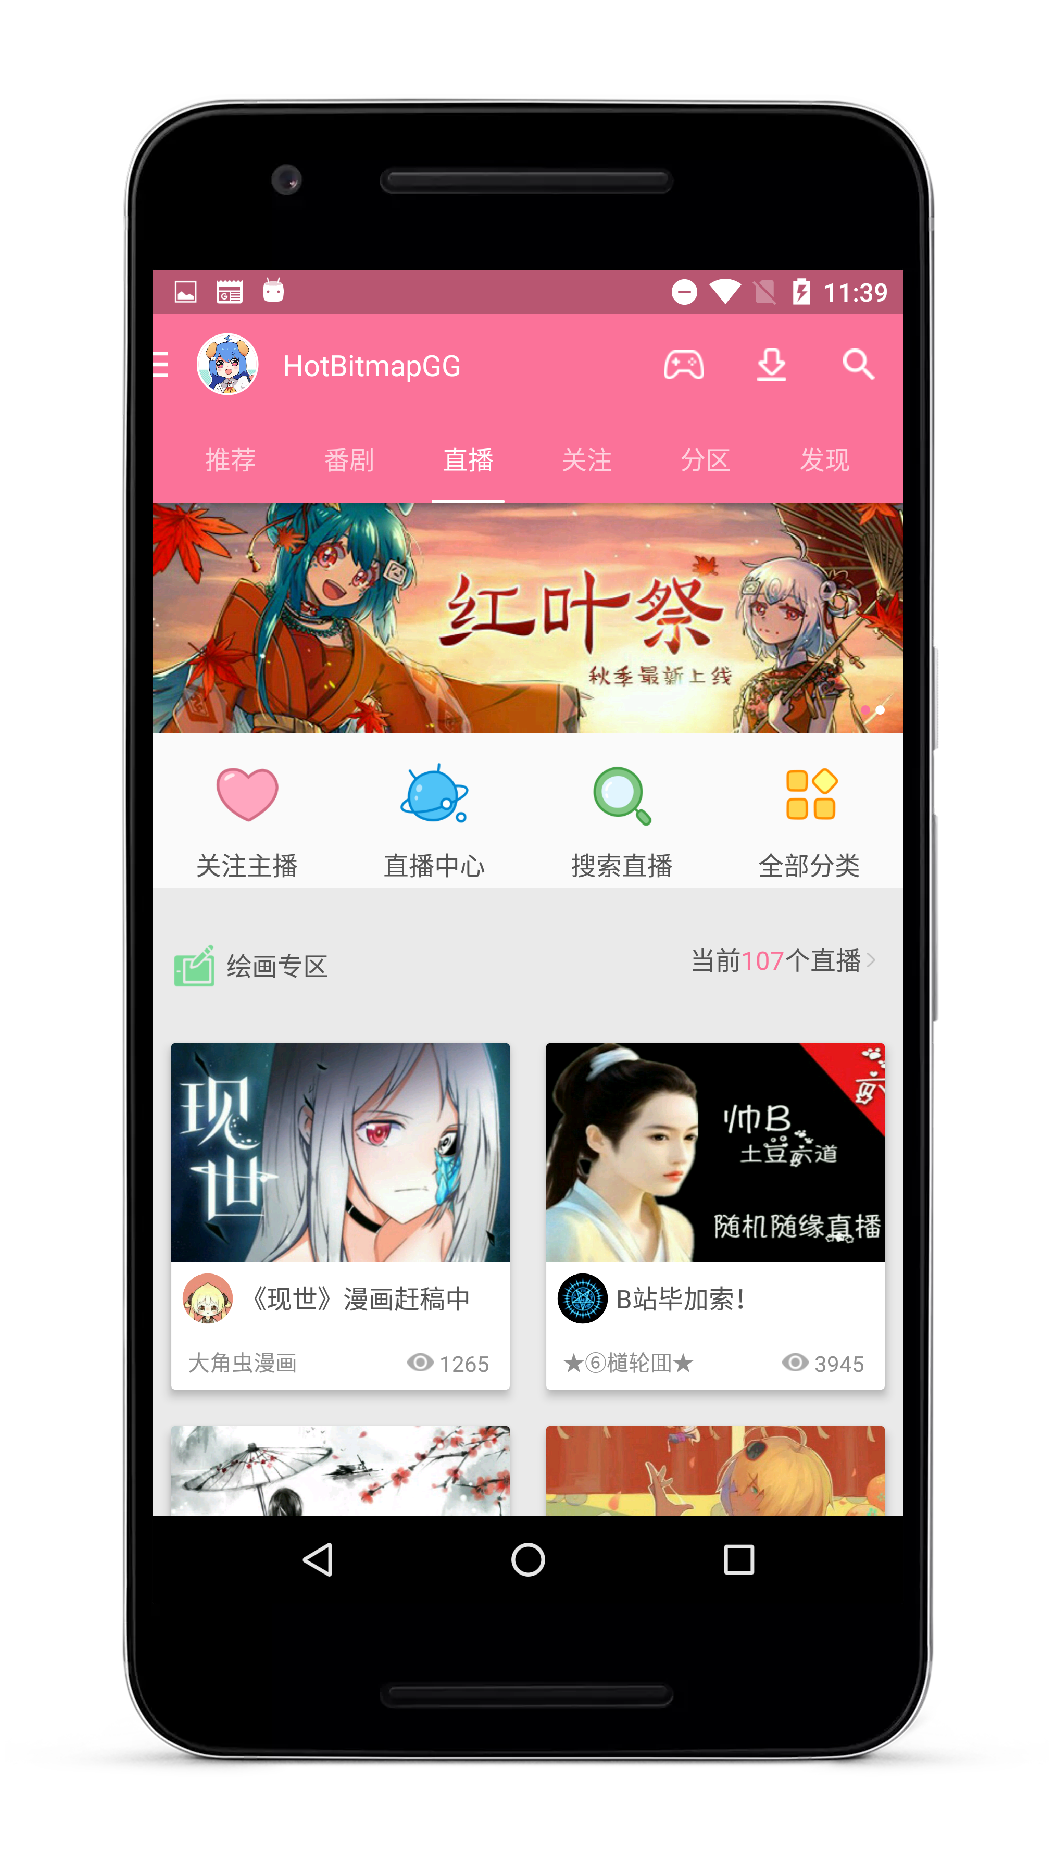 11:39
HotBitmapGG
推荐 番剧 直播 关注 分区 发现
红叶祭
秋季最新上线
关注主播 直播中心 搜索直播 全部分类
绘画专区 当前107个直播
现世
帅B
土豆六道
随机随缘直播
《现世》漫画赶稿中
B站毕加索!
大角虫漫画 1265
★⑥槌轮囬★ 3945